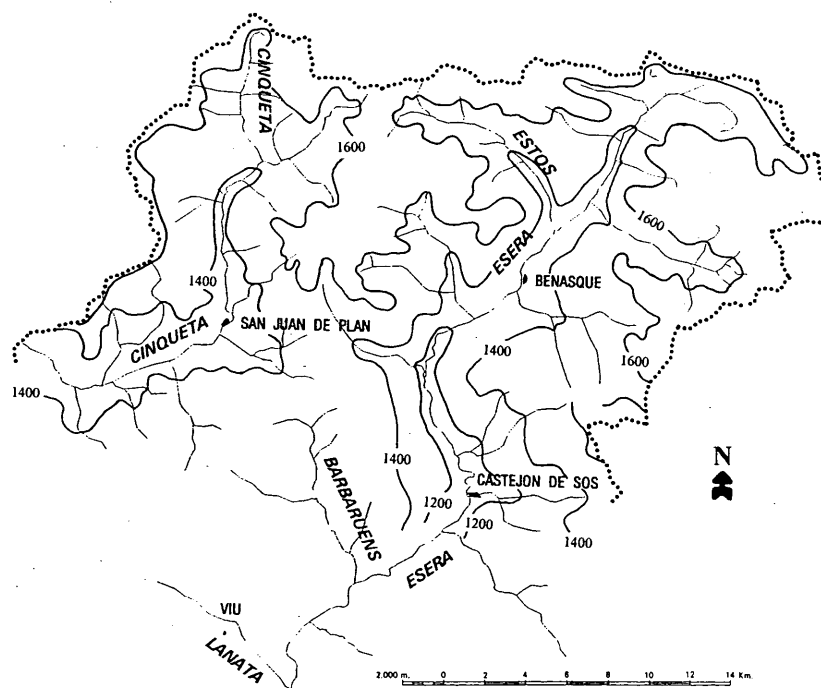 CINQUETA
1600
ESTOS
1600
ESERA
BENASQUE
1400
SAN JUAN DE PLAN
CINQUETA
1400
1600
1400
1400
N
BARBARUENS
CASTEJON DE SOS
1200
1200
1400
ESERA
VIU
LANATA
2.000 m. 0 2 4 6 8 10 12 14 Km.